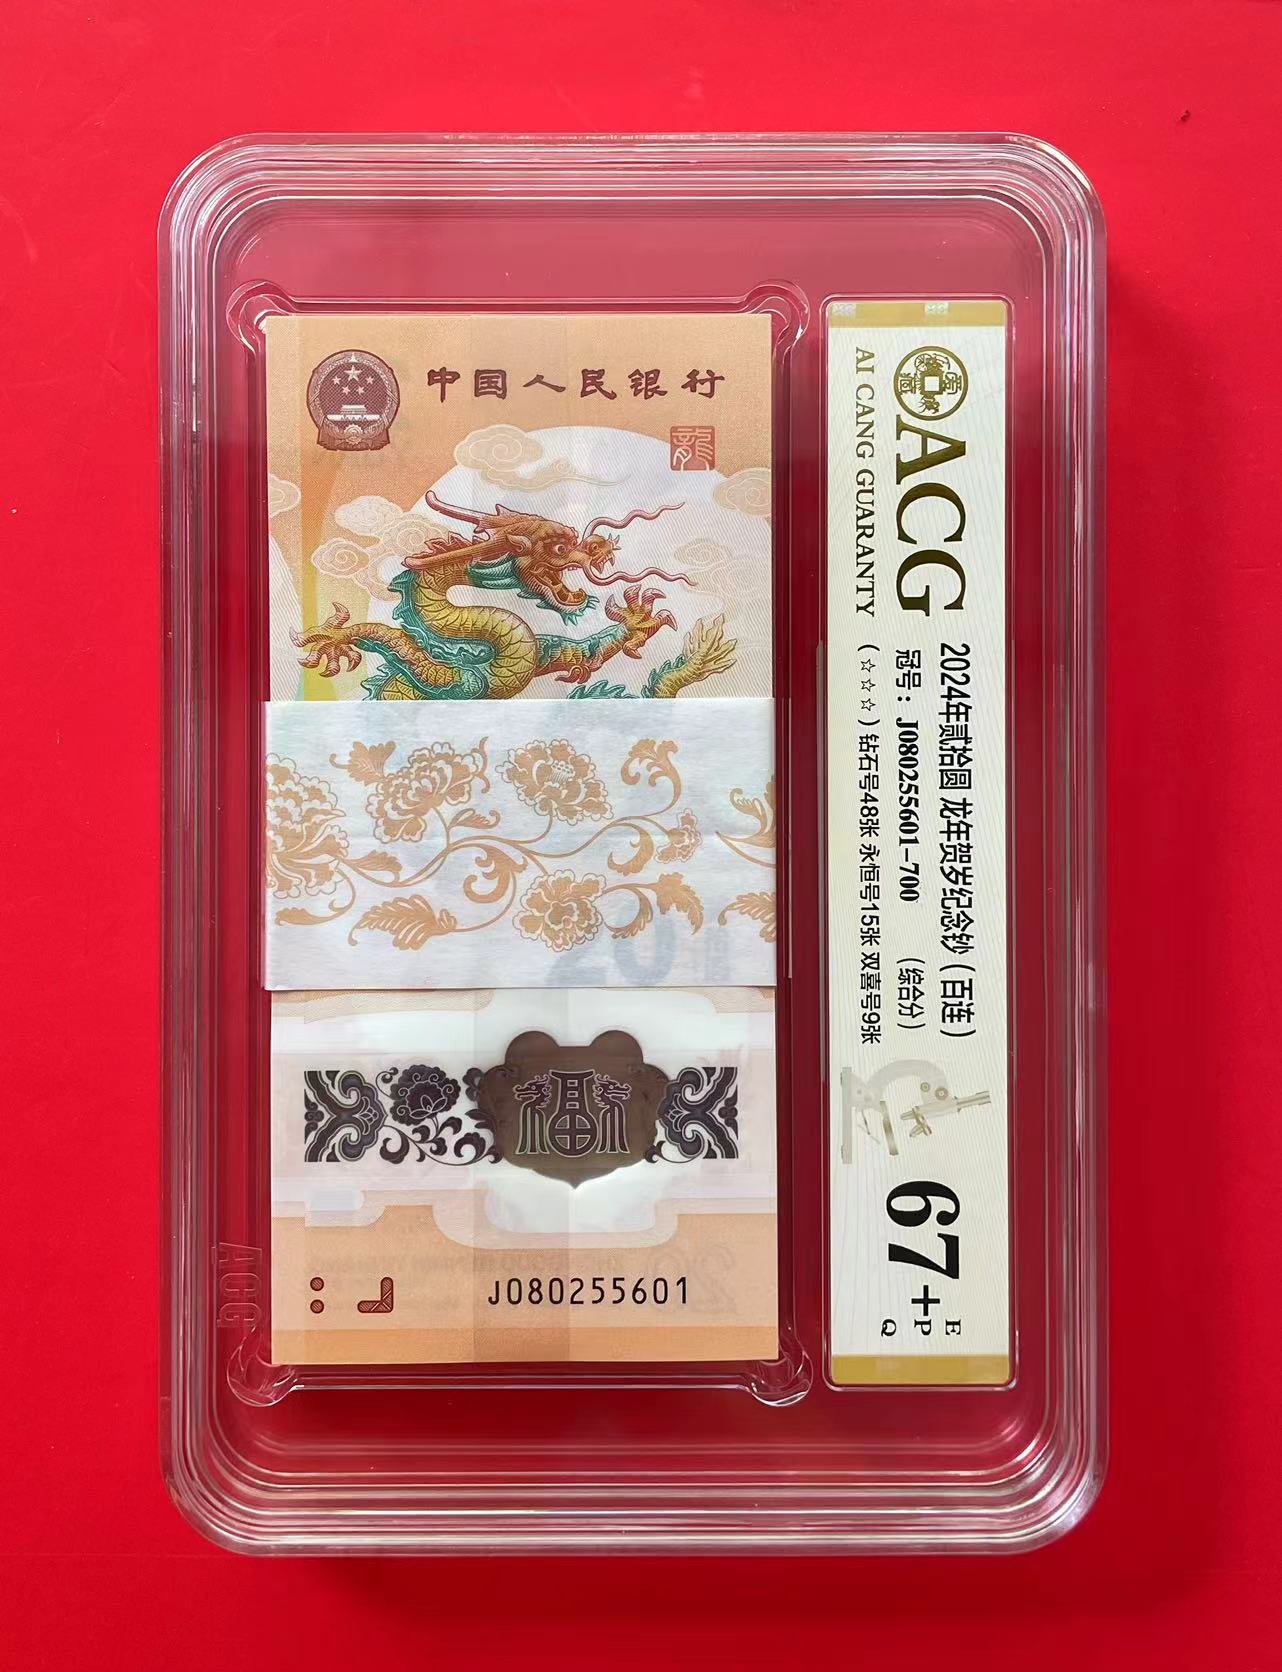 中国人民银行
龍
福
J080255601
ACG
AI CANG GUARANTY
2024年贰拾圆 龙年贺岁纪念钞（百连）
冠号：J080255601-700 （综合分）
（☆☆☆）钻石号48张 永恒号15张 双喜号9张
67+
E
P
Q
ACG